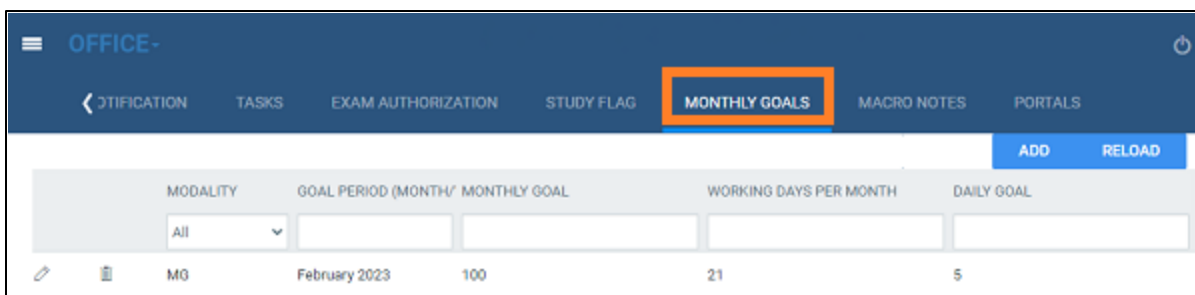 OFFICE-
OTIFICATION TASKS EXAM AUTHORIZATION STUDY FLAG MONTHLY GOALS MACRO NOTES PORTALS
ADD RELOAD
MODALITY GOAL PERIOD (MONTH/ MONTHLY GOAL WORKING DAYS PER MONTH DAILY GOAL
All
MG February 2023 100 21 5